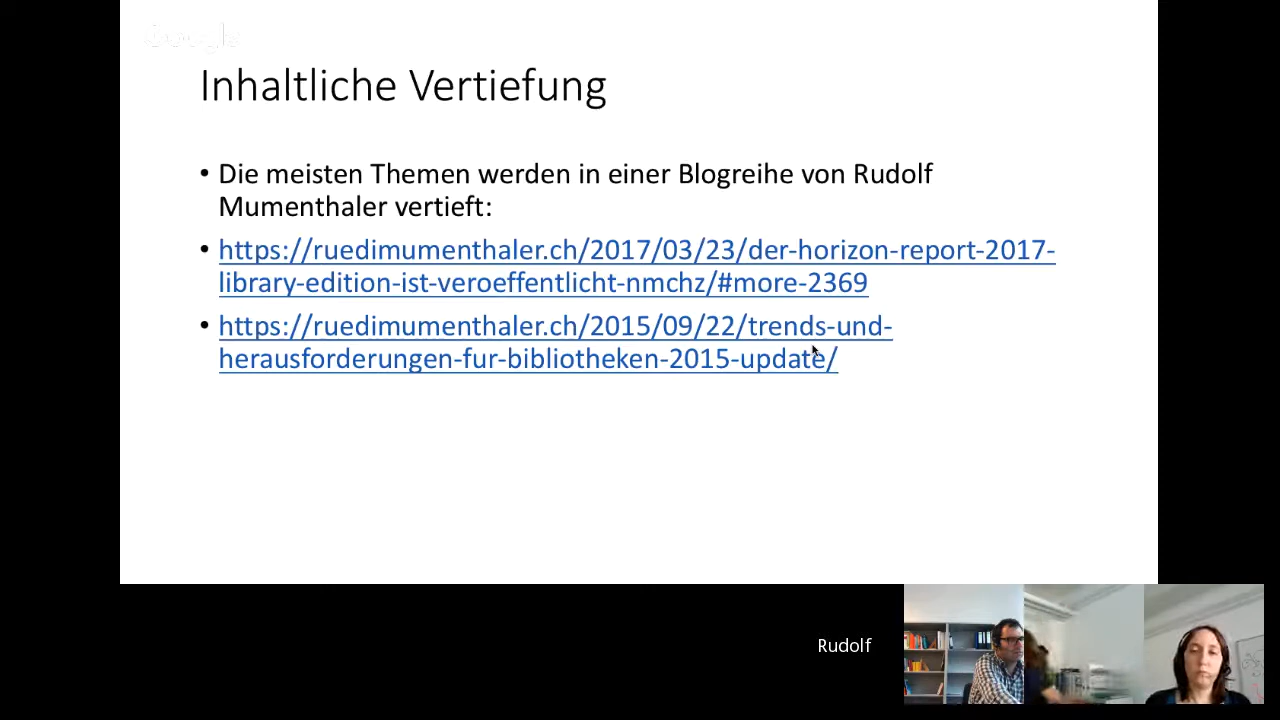 Google
Inhaltliche Vertiefung
• Die meisten Themen werden in einer Blogreihe von Rudolf
Mumenthaler vertieft:
• https://ruedimumenthaler.ch/2017/03/23/der-horizon-report-2017-
library-edition-ist-veroeffentlicht-nmchz/#more-2369
• https://ruedimumenthaler.ch/2015/09/22/trends-und-
herausforderungen-fur-bibliotheken-2015-update/
Rudolf